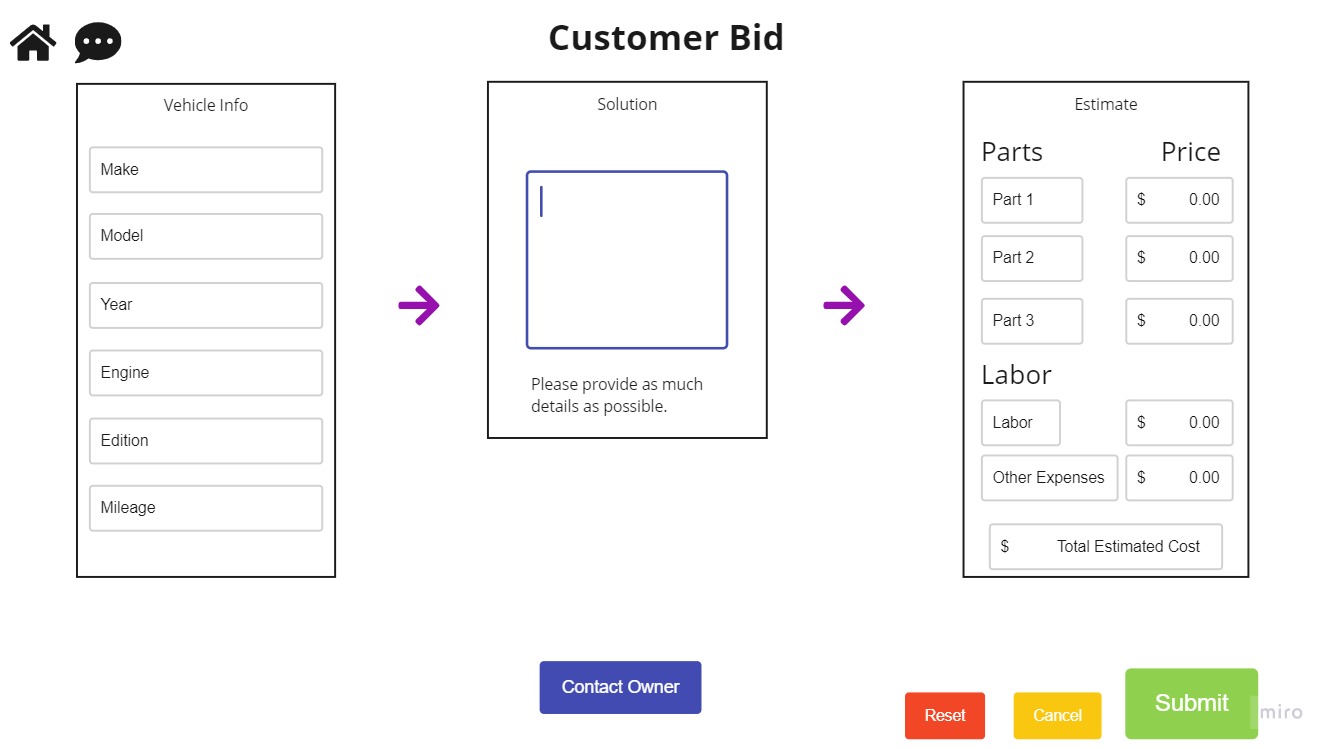 Customer Bid
Vehicle Info
Make
Model
Year
Engine
Edition
Mileage
Solution
Please provide as much
details as possible.
Estimate
Parts Price
Part 1 $ 0.00
Part 2 $ 0.00
Part 3 $ 0.00
Labor
Labor $ 0.00
Other Expenses $ 0.00
$ Total Estimated Cost
Contact Owner
Reset
Cancel
Submit
miro